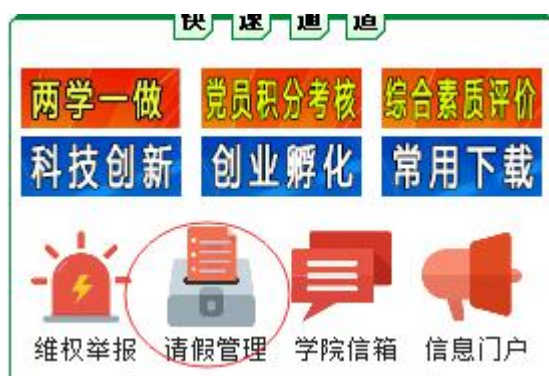 快速通道
两学一做 党员积分考核 综合素质评价
科技创新 创业孵化 常用下载
维权举报 请假管理 学院信箱 信息门户